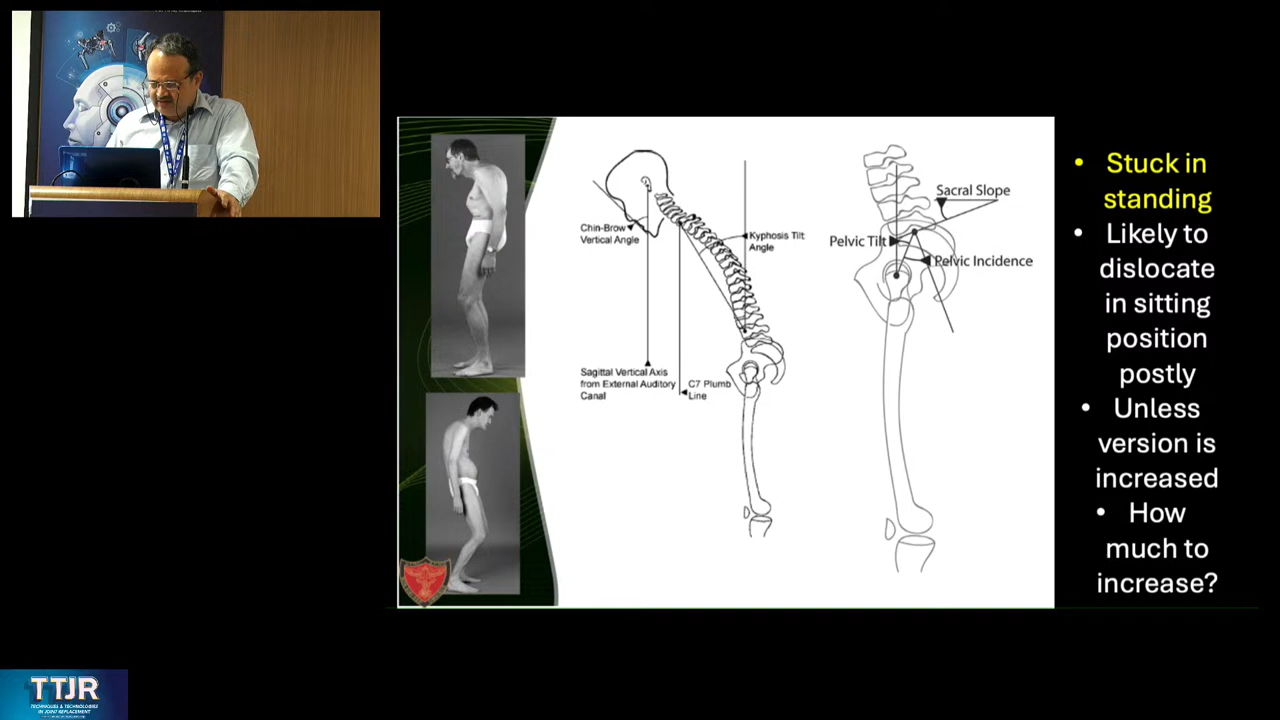 Chin-Brow
Vertical Angle
Kyphosis Tilt
Angle
Sagittal Vertical Axis
from External Auditory
Canal
C7 Plumb
Line
Sacral Slope
Pelvic Tilt
Pelvic Incidence
• Stuck in
standing
• Likely to
dislocate
in sitting
position
postly
• Unless
version is
increased
• How
much to
increase?
TTJR
TECHNIQUES & TECHNOLOGIES
IN JOINT REPLACEMENT